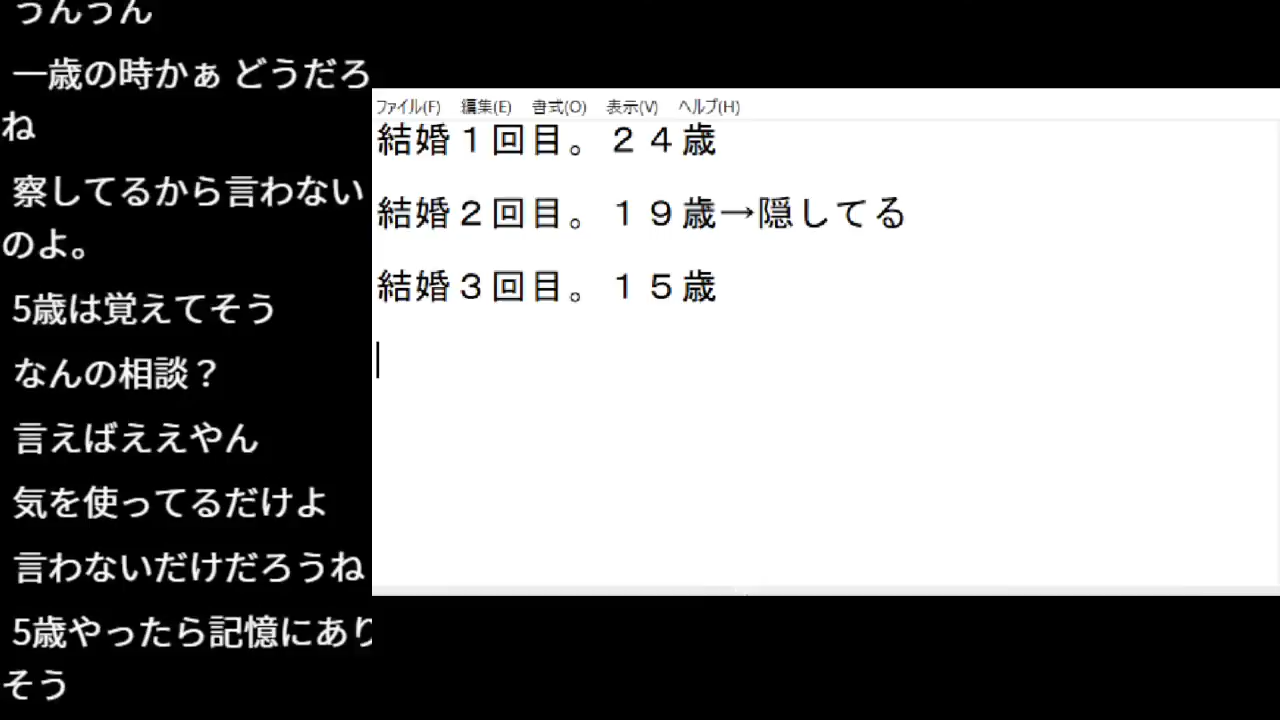 うんうん
一歳の時かぁ どうだろ
ね
察してるから言わない
のよ。
5歳は覚えてそう
なんの相談？
言えばええやん
気を使ってるだけよ
言わないだけだろうね
5歳やったら記憶にあり
そう
ファイル(F) 編集(E) 書式(O) 表示(V) ヘルプ(H)
結婚１回目。２４歳
結婚２回目。１９歳→隠してる
結婚３回目。１５歳